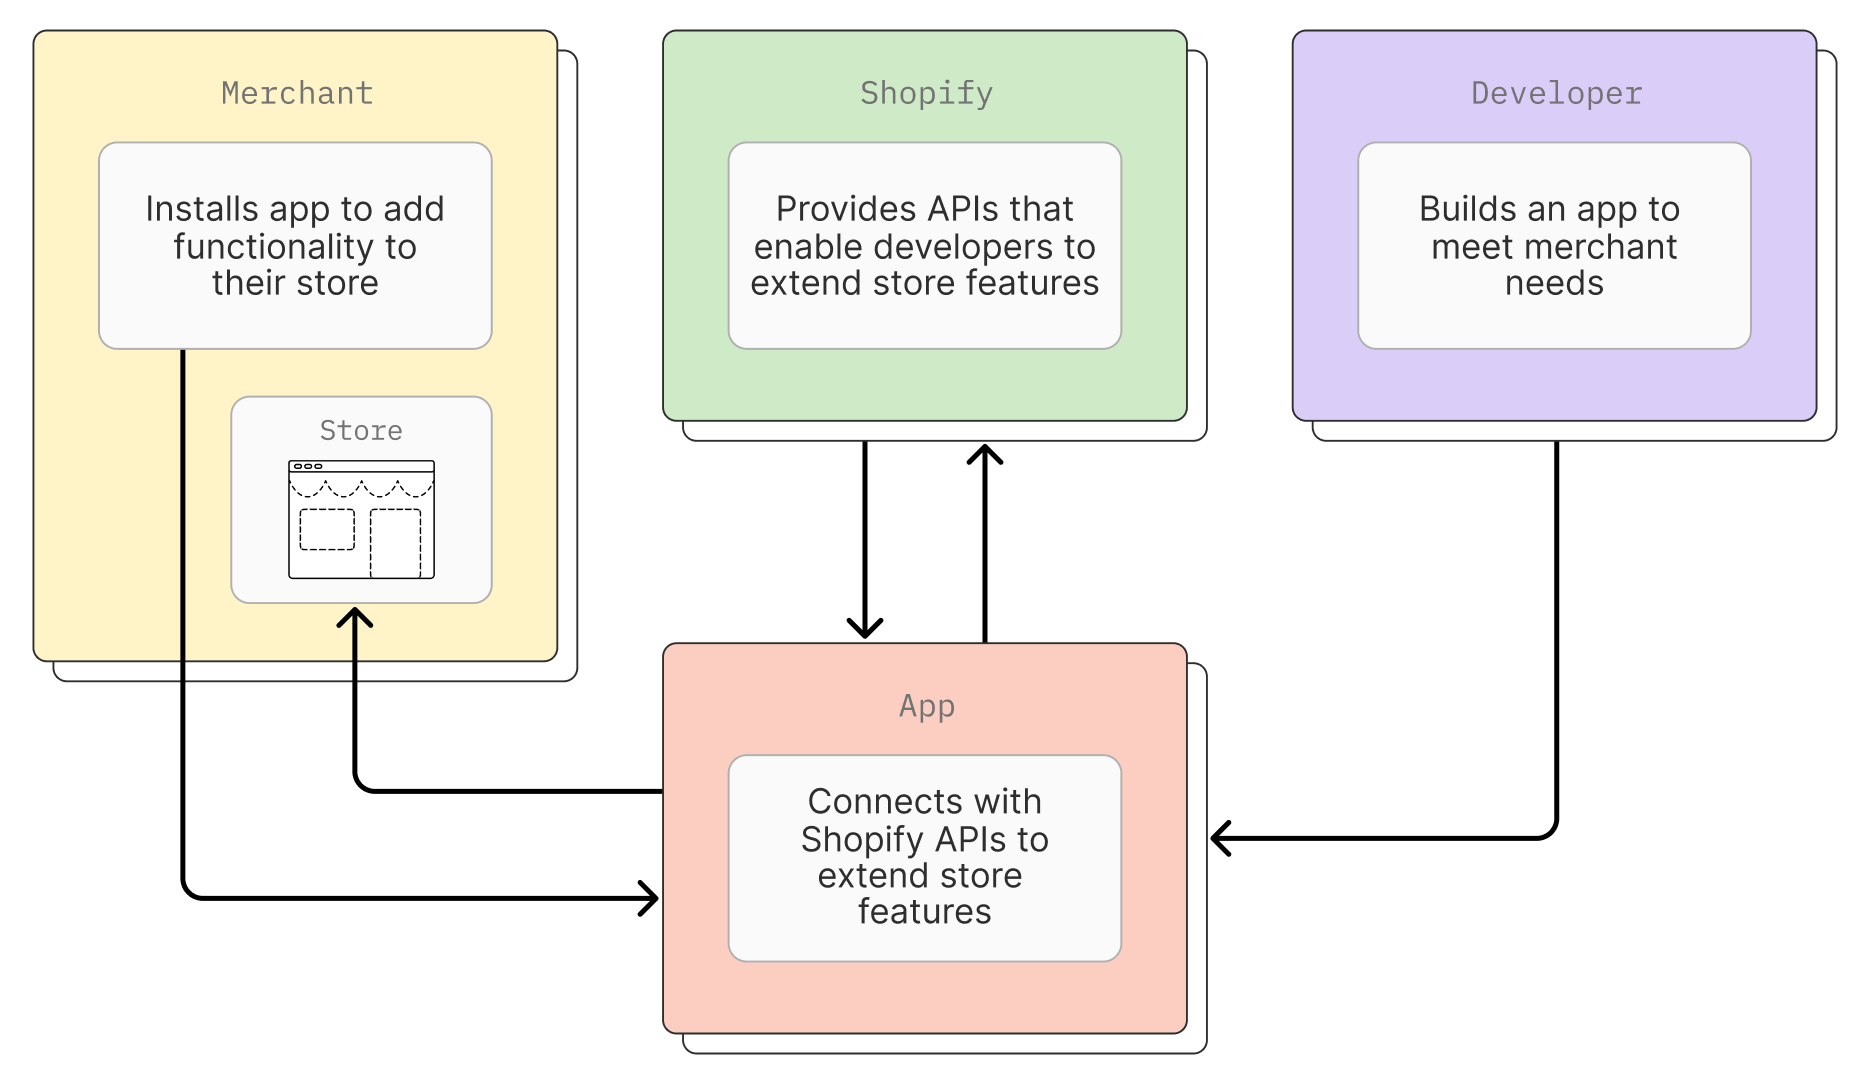 Merchant
Installs app to add
functionality to
their store
Store
Shopify
Provides APIs that
enable developers to
extend store features
Developer
Builds an app to
meet merchant
needs
App
Connects with
Shopify APIs to
extend store
features